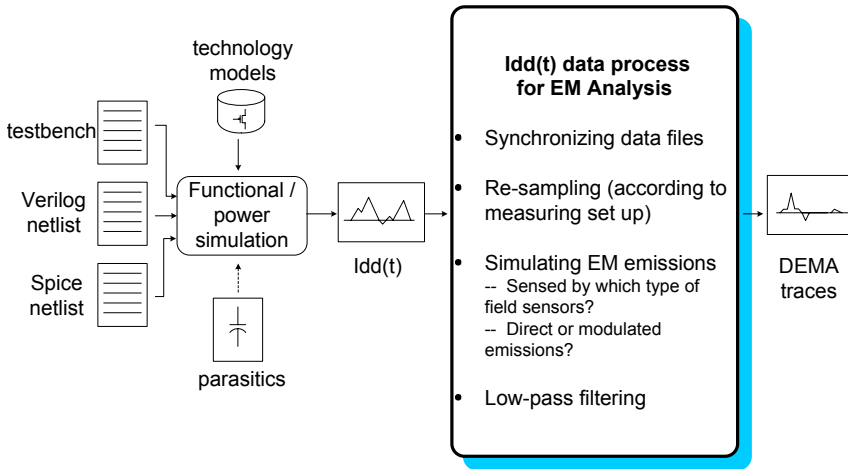 technology
models
testbench
Verilog
netlist
Spice
netlist
Functional /
power
simulation
parasitics
Idd(t)
Idd(t) data process
for EM Analysis
• Synchronizing data files
• Re-sampling (according to
measuring set up)
• Simulating EM emissions
-- Sensed by which type of
field sensors?
-- Direct or modulated
emissions?
• Low-pass filtering
DEMA
traces